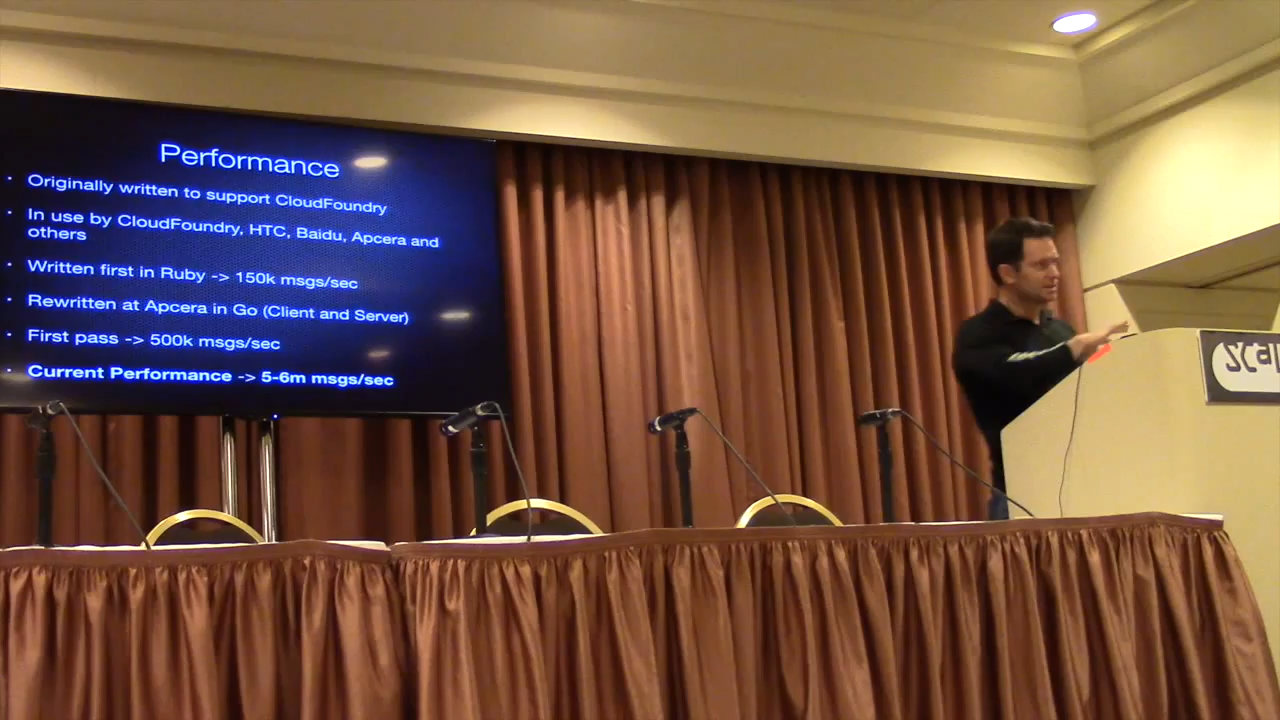 Performance
· Originally written to support CloudFoundry
· In use by CloudFoundry, HTC, Baidu, Apcera and
others
· Written first in Ruby -> 150k msgs/sec
· Rewritten at Apcera in Go (Client and Server)
· First pass -> 500k msgs/sec
· Current Performance -> 5-6m msgs/sec